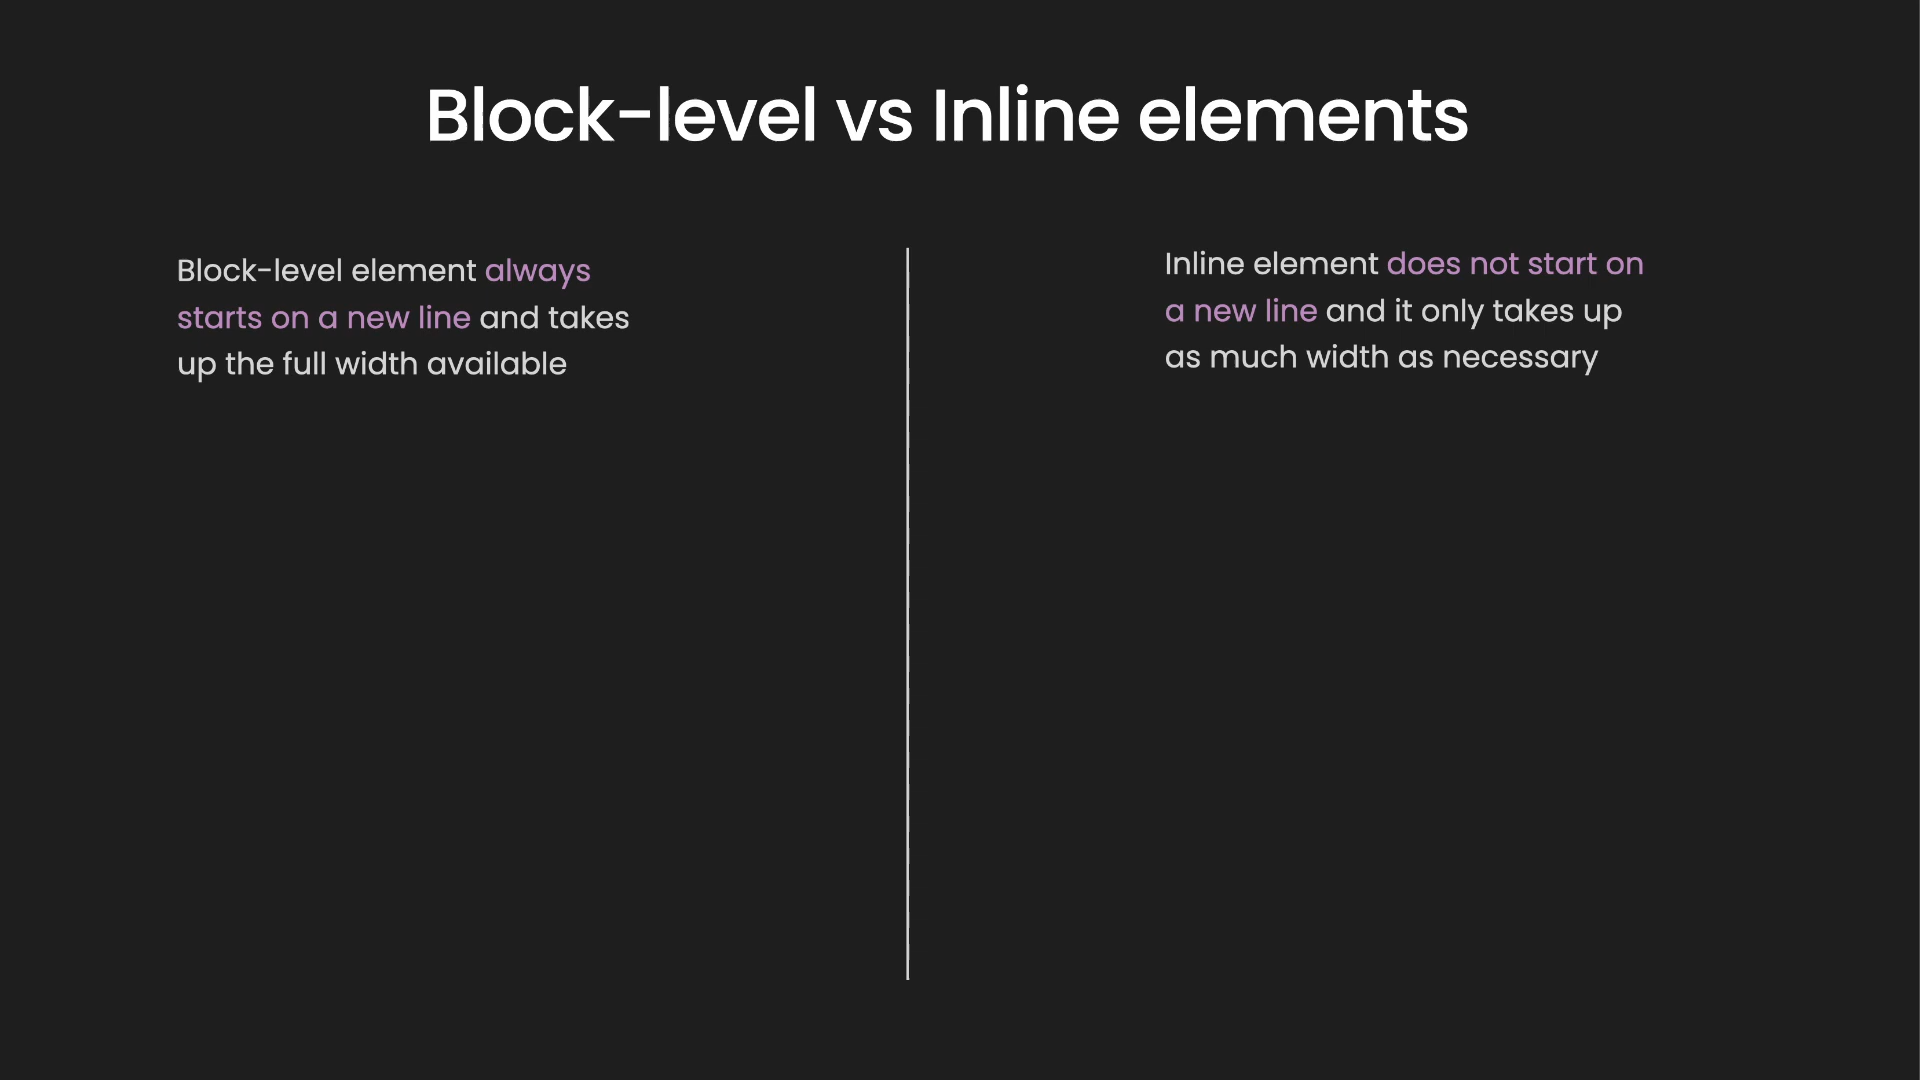 Block-level vs Inline elements
Block-level element always
starts on a new line and takes
up the full width available
Inline element does not start on
a new line and it only takes up
as much width as necessary